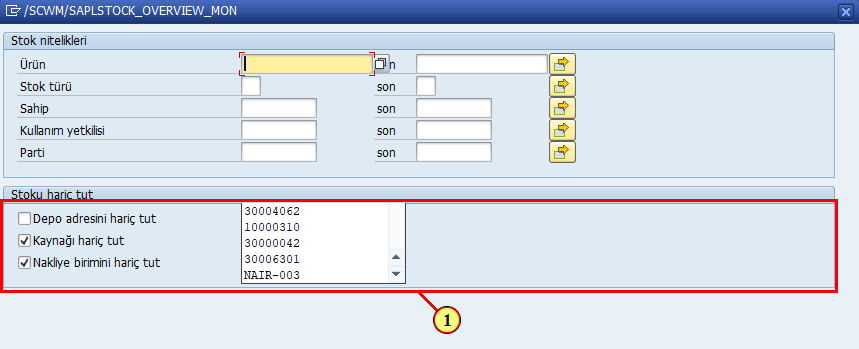 /SCWM/SAPLSTOCK_OVERVIEW_MON
Stok nitelikleri
Ürün n
Stok türü son
Sahip son
Kullanım yetkilisi son
Parti son
Stoku hariç tut
Depo adresini hariç tut
Kaynağı hariç tut
Nakliye birimini hariç tut
30004062
10000310
30000042
30006301
NAIR-003
1